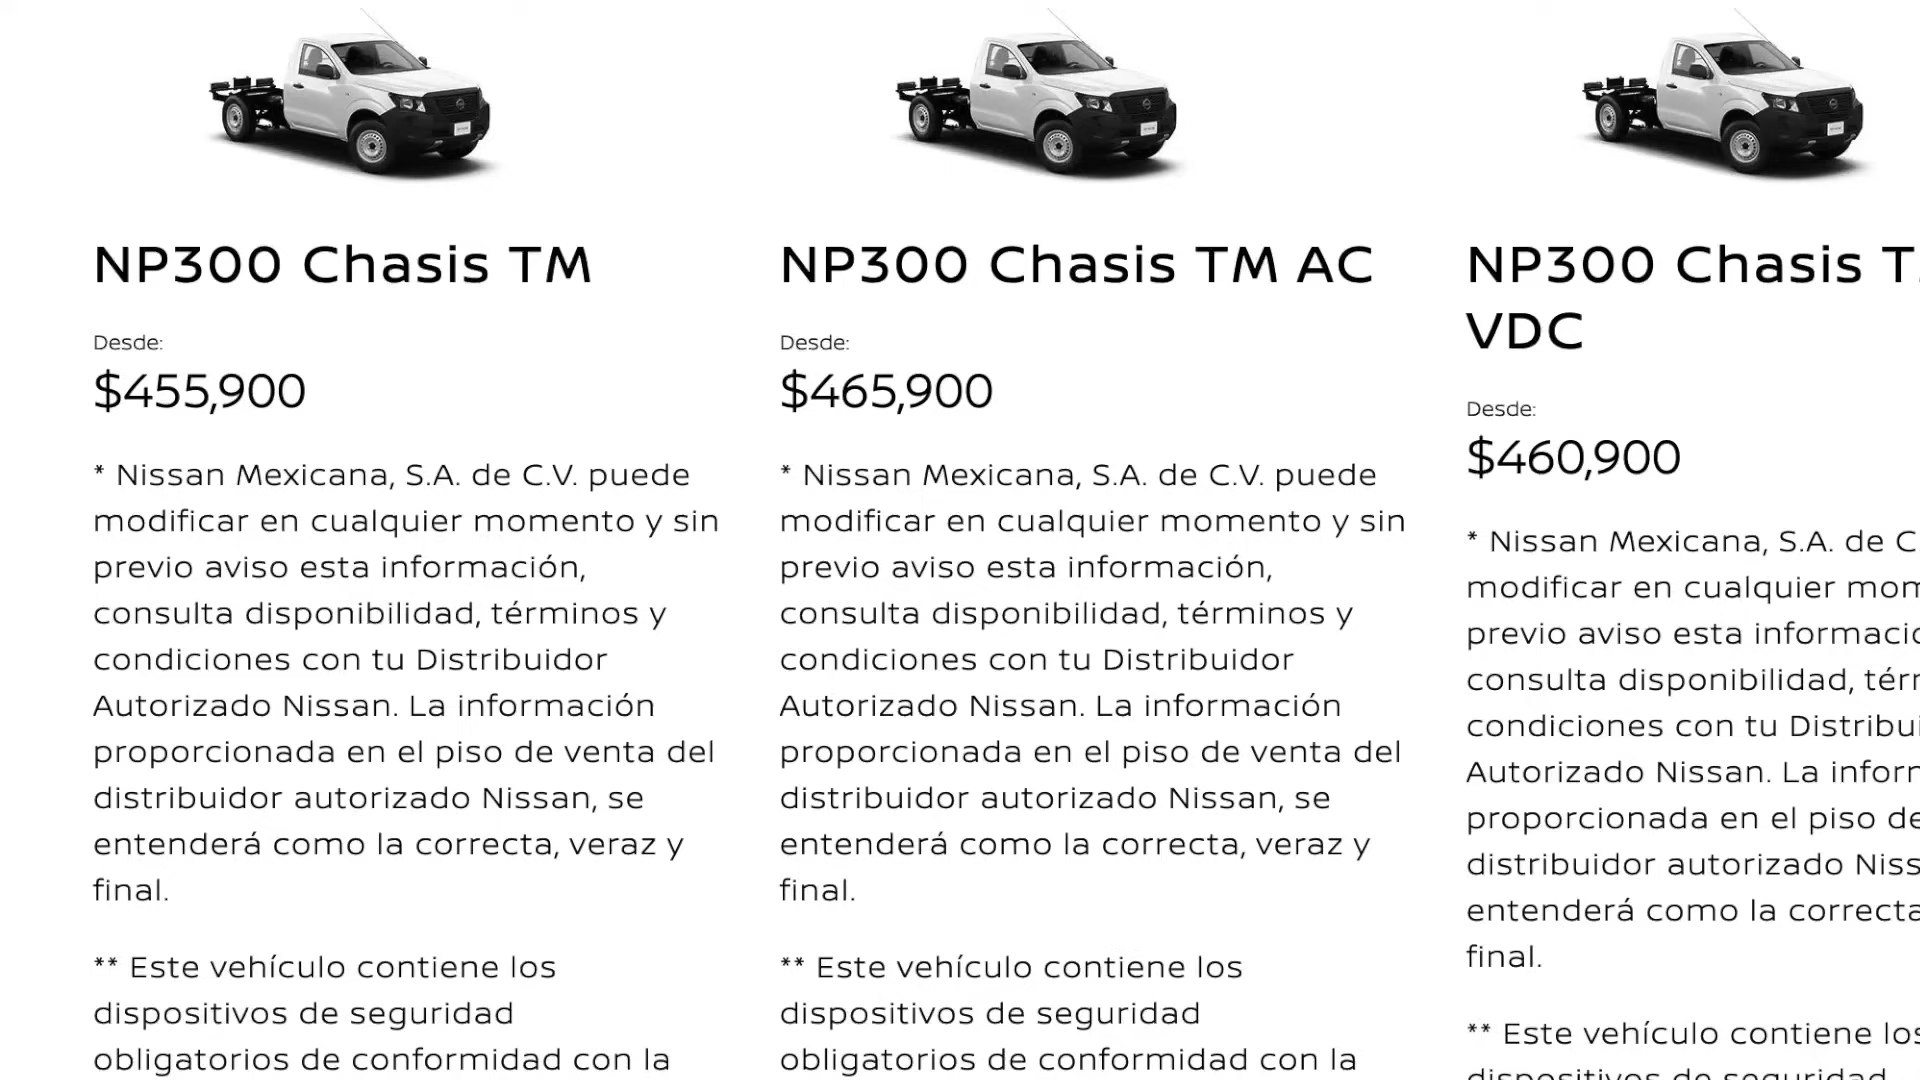 NP300 Chasis TM
Desde:
$455,900
* Nissan Mexicana, S.A. de C.V. puede
modificar en cualquier momento y sin
previo aviso esta información,
consulta disponibilidad, términos y
condiciones con tu Distribuidor
Autorizado Nissan. La información
proporcionada en el piso de venta del
distribuidor autorizado Nissan, se
entenderá como la correcta, veraz y
final.
** Este vehículo contiene los
dispositivos de seguridad
obligatorios de conformidad con la
NP300 Chasis TM AC
Desde:
$465,900
* Nissan Mexicana, S.A. de C.V. puede
modificar en cualquier momento y sin
previo aviso esta información,
consulta disponibilidad, términos y
condiciones con tu Distribuidor
Autorizado Nissan. La información
proporcionada en el piso de venta del
distribuidor autorizado Nissan, se
entenderá como la correcta, veraz y
final.
** Este vehículo contiene los
dispositivos de seguridad
obligatorios de conformidad con la
NP300 Chasis
VDC
Desde:
$460,900
* Nissan Mexicana, S.A. de
modificar en cualquier
previo aviso esta
consulta disponibilidad,
condiciones con tu
Autorizado Nissan. La
proporcionada en el piso de
distribuidor autorizado
entenderá como la correcta
final.
** Este vehículo contiene los
dispositivos de seguridad